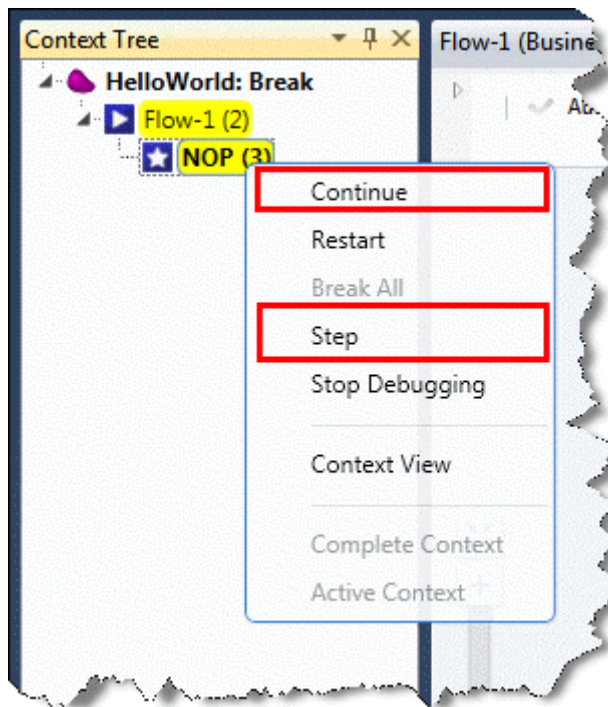 Context Tree
Flow-1 (Busine
HelloWorld: Break
Flow-1 (2)
NOP (3)
Continue
Restart
Break All
Step
Stop Debugging
Context View
Complete Context
Active Context